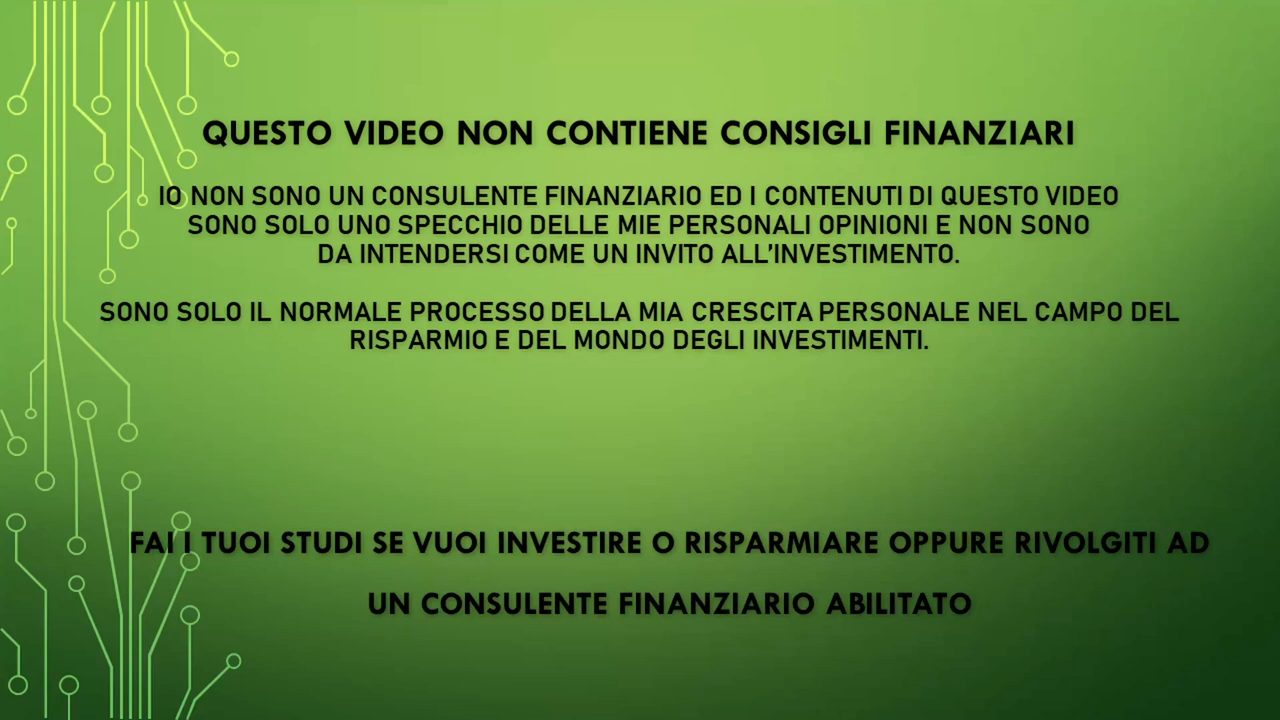 QUESTO VIDEO NON CONTIENE CONSIGLI FINANZIARI
IO NON SONO UN CONSULENTE FINANZIARIO ED I CONTENUTI DI QUESTO VIDEO
SONO SOLO UNO SPECCHIO DELLE MIE PERSONALI OPINIONI E NON SONO
DA INTENDERSI COME UN INVITO ALL'INVESTIMENTO.
SONO SOLO IL NORMALE PROCESSO DELLA MIA CRESCITA PERSONALE NEL CAMPO DEL
RISPARMIO E DEL MONDO DEGLI INVESTIMENTI.
FAI I TUOI STUDI SE VUOI INVESTIRE O RISPARMIARE OPPURE RIVOLGITI AD
UN CONSULENTE FINANZIARIO ABILITATO